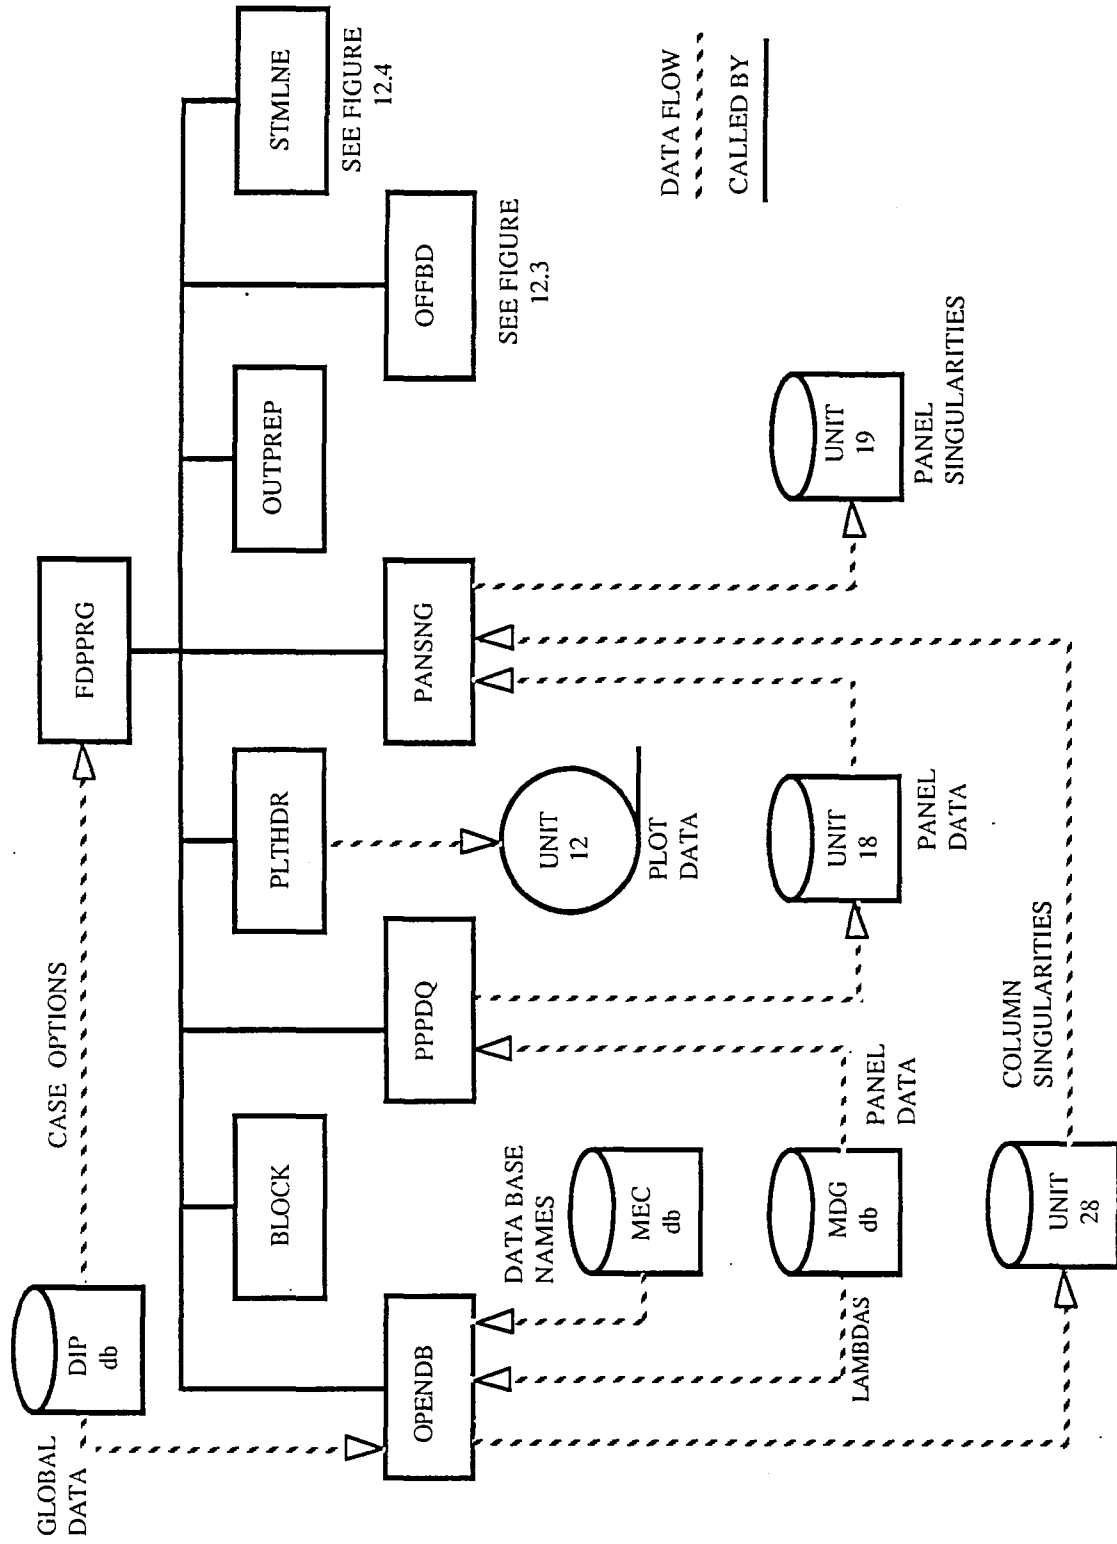 GLOBAL
DATA
DIP
db
CASE OPTIONS
FDPPRG
OPENDB
BLOCK
PPPDQ
PLTHDR
PANSNG
OUTPREP
OFFBD
SEE FIGURE
12.3
STMLNE
SEE FIGURE
12.4
DATA BASE
NAMES
MEC
db
LAMBDAS
MDG
db
PANEL
DATA
UNIT
12
PLOT
DATA
UNIT
18
PANEL
DATA
UNIT
19
PANEL
SINGULARITIES
UNIT
28
COLUMN
SINGULARITIES
DATA FLOW
CALLED BY